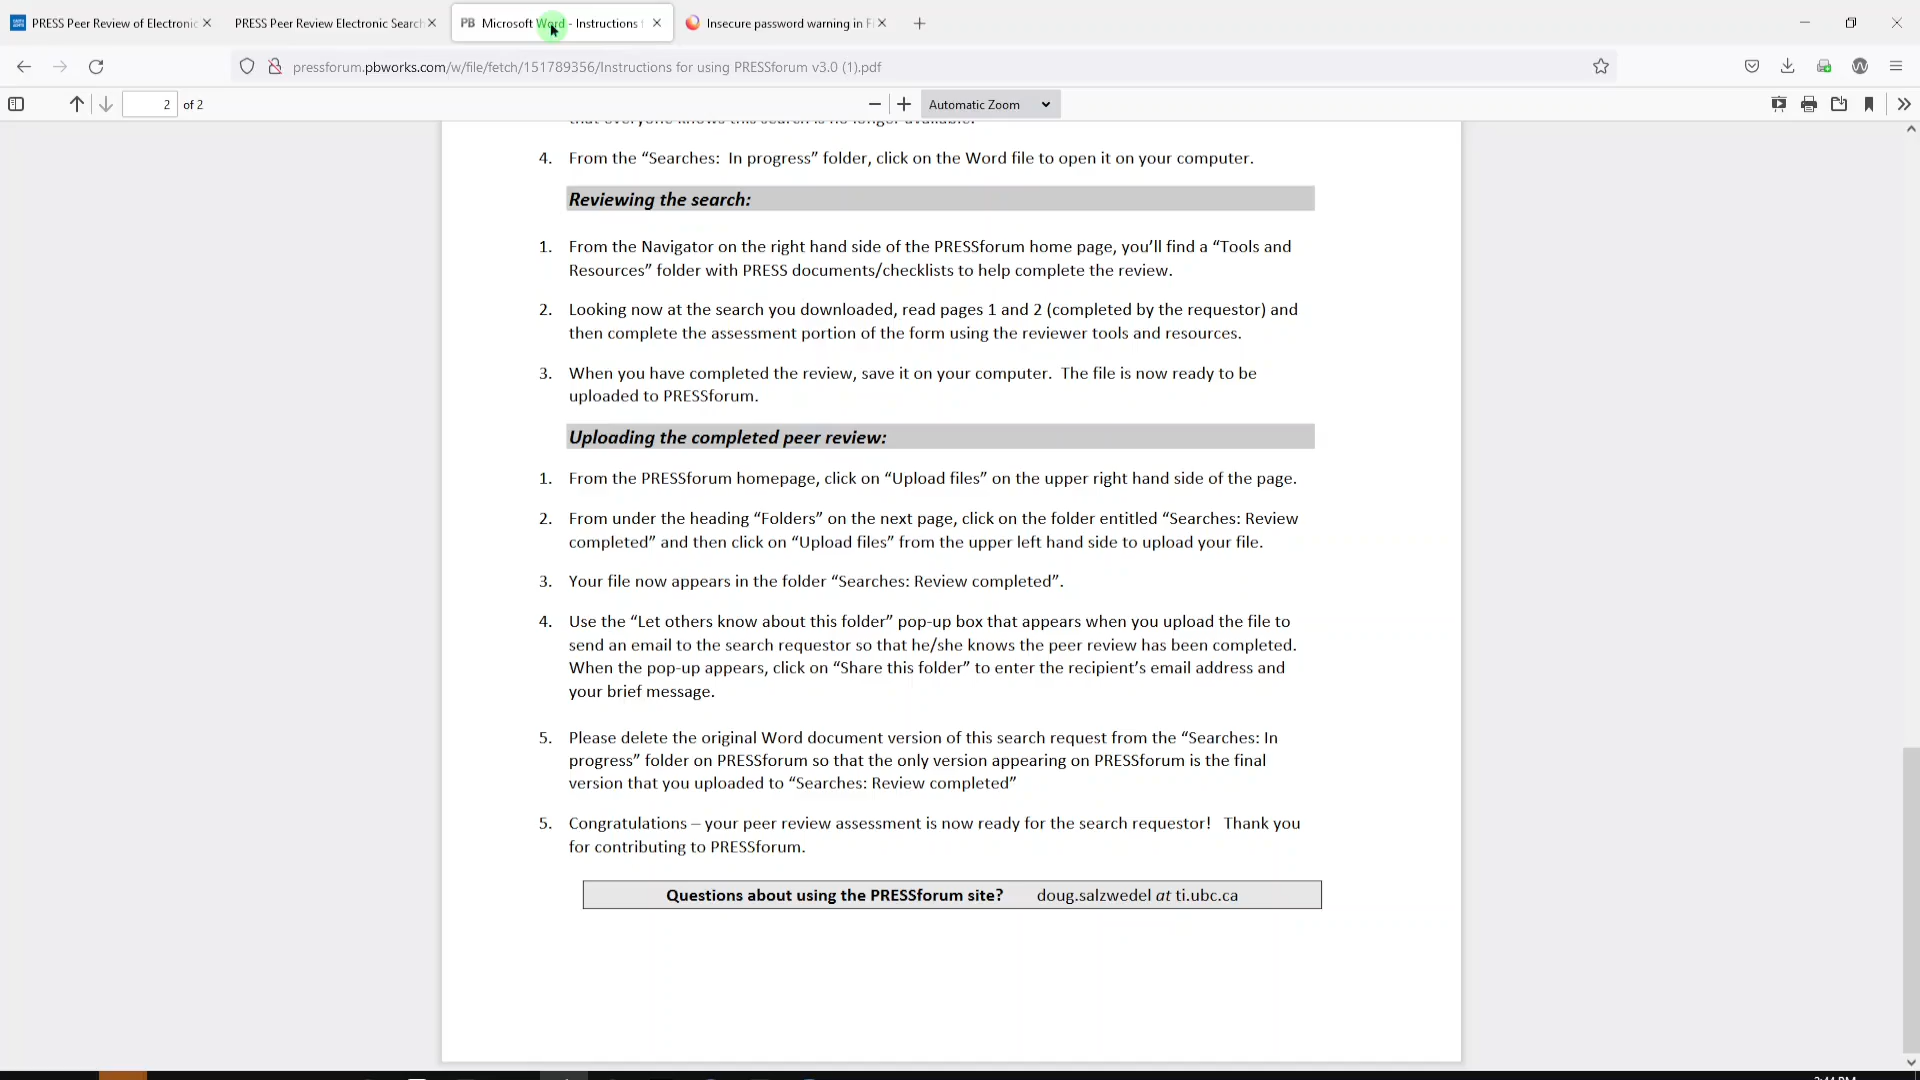 PRESS Peer Review of Electronic
PRESS Peer Review Electronic Search
PB Microsoft Word - Instructions
Insecure password warning in Fi
pressforum.pbworks.com/w/file/fetch/151789356/Instructions for using PRESSforum v3.0 (1).pdf
2 of 2
Automatic Zoom
that everyone knows this search is no longer available.
4. From the “Searches: In progress” folder, click on the Word file to open it on your computer.
Reviewing the search:
1. From the Navigator on the right hand side of the PRESSforum home page, you’ll find a “Tools and
Resources” folder with PRESS documents/checklists to help complete the review.
2. Looking now at the search you downloaded, read pages 1 and 2 (completed by the requestor) and
then complete the assessment portion of the form using the reviewer tools and resources.
3. When you have completed the review, save it on your computer. The file is now ready to be
uploaded to PRESSforum.
Uploading the completed peer review:
1. From the PRESSforum homepage, click on “Upload files” on the upper right hand side of the page.
2. From under the heading “Folders” on the next page, click on the folder entitled “Searches: Review
completed” and then click on “Upload files” from the upper left hand side to upload your file.
3. Your file now appears in the folder “Searches: Review completed”.
4. Use the “Let others know about this folder” pop-up box that appears when you upload the file to
send an email to the search requestor so that he/she knows the peer review has been completed.
When the pop-up appears, click on “Share this folder” to enter the recipient’s email address and
your brief message.
5. Please delete the original Word document version of this search request from the “Searches: In
progress” folder on PRESSforum so that the only version appearing on PRESSforum is the final
version that you uploaded to “Searches: Review completed”
5. Congratulations – your peer review assessment is now ready for the search requestor! Thank you
for contributing to PRESSforum.
Questions about using the PRESSforum site? doug.salzwedel at ti.ubc.ca